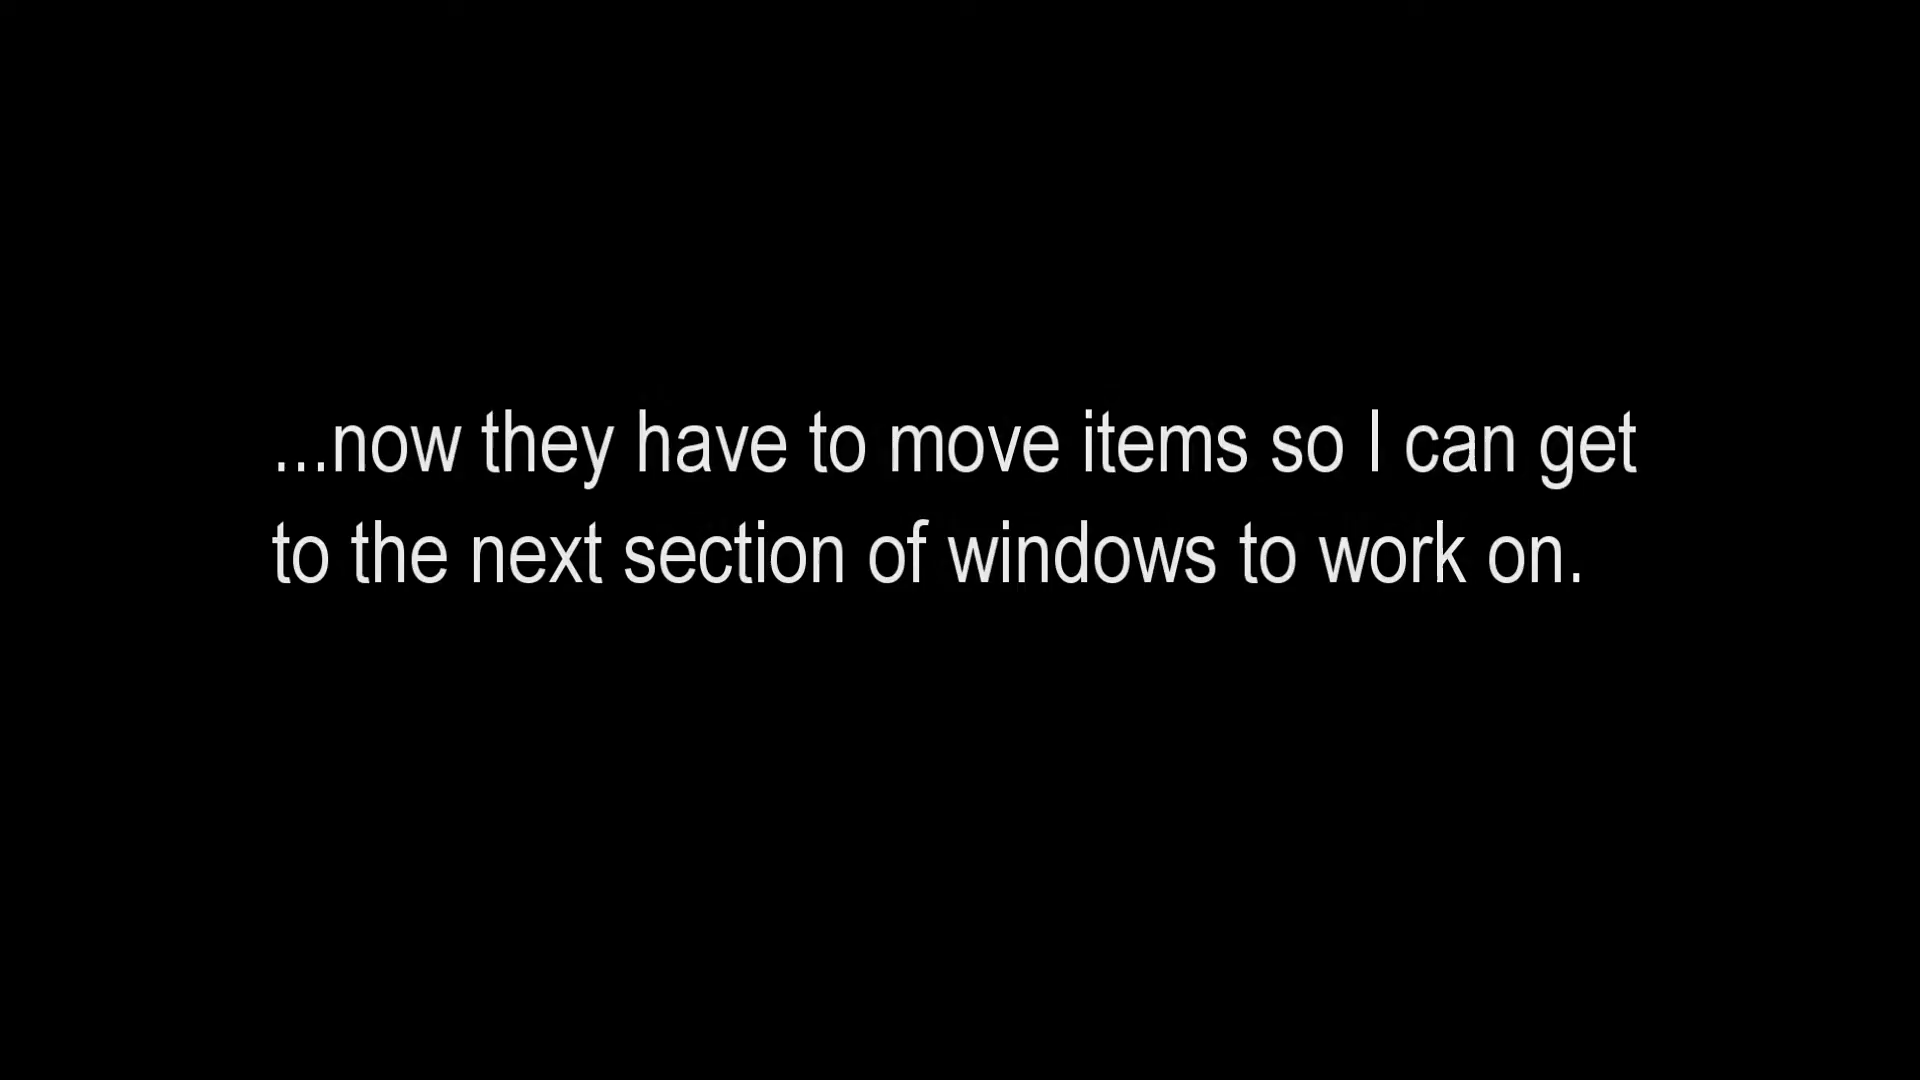 ...now they have to move items so I can get
to the next section of windows to work on.